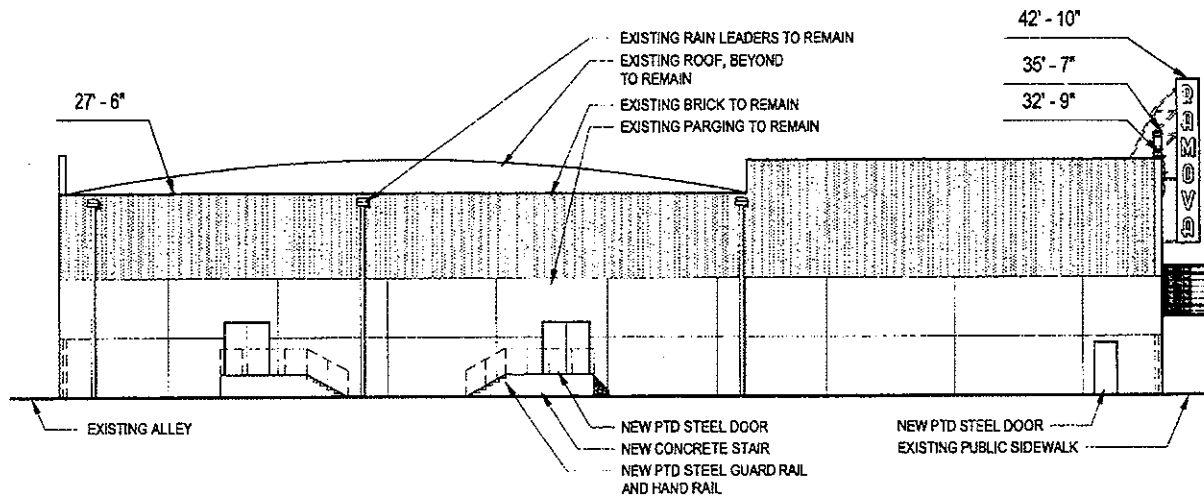 42' - 10"
EXISTING RAIN LEADERS TO REMAIN
EXISTING ROOF, BEYOND
TO REMAIN
35' - 7"
27' - 6"
32' - 9"
EXISTING BRICK TO REMAIN
EXISTING PARGING TO REMAIN
RAMOVA
EXISTING ALLEY
NEW PTD STEEL DOOR
NEW CONCRETE STAIR
NEW PTD STEEL GUARD RAIL
AND HAND RAIL
NEW PTD STEEL DOOR
EXISTING PUBLIC SIDEWALK